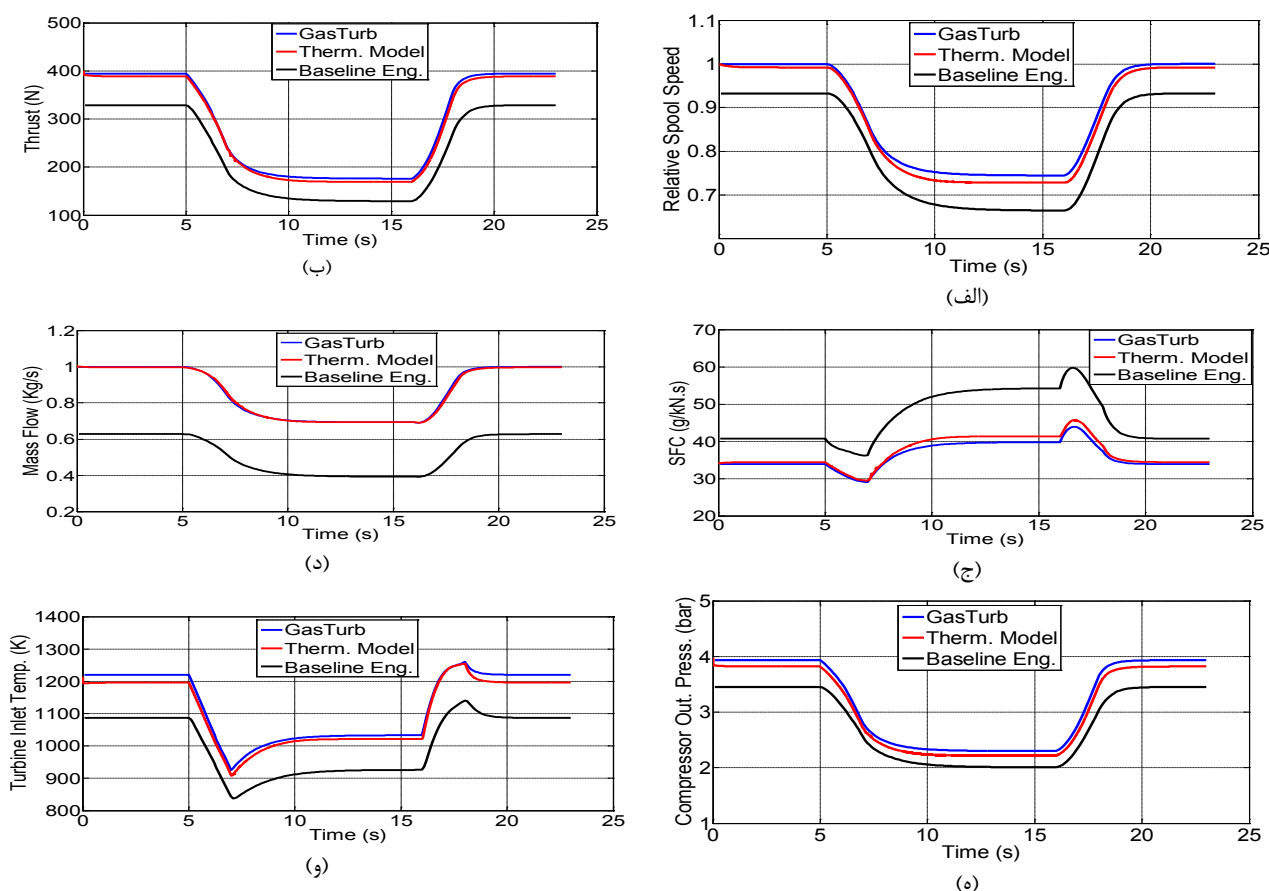 500
400
300
200
100
0
5
10
15
20
25
Thrust (N)
Time (s)
GasTurb
Therm. Model
Baseline Eng.
(ب)
1.1
1
0.9
0.8
0.7
0
5
10
15
20
25
Relative Spool Speed
Time (s)
GasTurb
Therm. Model
Baseline Eng.
(الف)
1.2
1
0.8
0.6
0.4
0.2
0
5
10
15
20
25
Mass Flow (Kg/s)
Time (s)
GasTurb
Therm. Model
Baseline Eng.
(د)
70
60
50
40
30
20
0
5
10
15
20
25
SFC (g/kN.s)
Time (s)
GasTurb
Therm. Model
Baseline Eng.
(ج)
1400
1300
1200
1100
1000
900
800
0
5
10
15
20
25
Turbine Inlet Temp. (K)
Time (s)
GasTurb
Therm. Model
Baseline Eng.
(و)
5
4
3
2
1
0
5
10
15
20
25
Compressor Out. Press. (bar)
Time (s)
GasTurb
Therm. Model
Baseline Eng.
(ه)